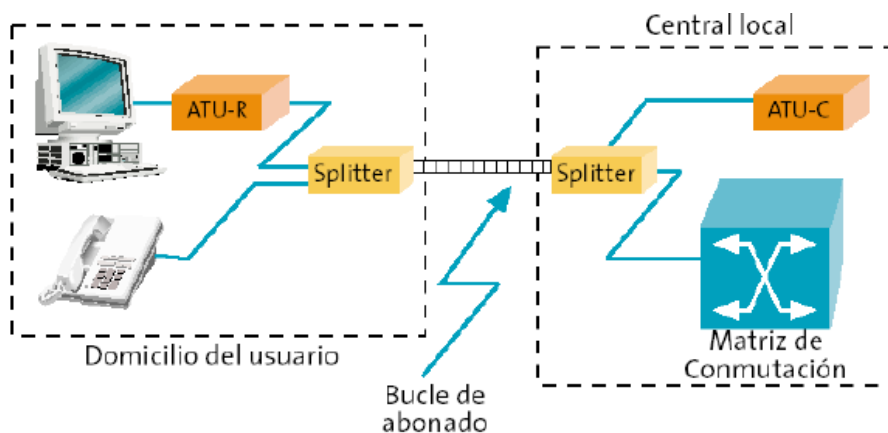 Central local
ATU-R
ATU-C
Splitter
Splitter
Domicilio del usuario
Matriz de
Conmutación
Bucle de
abonado